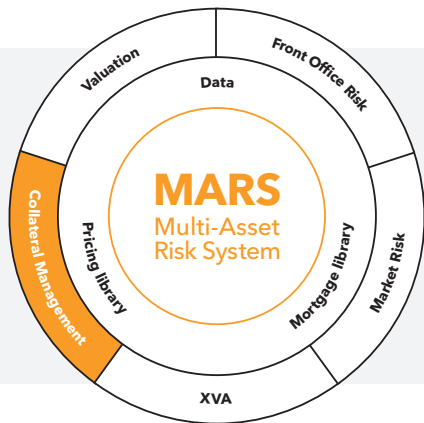 Valuation
Front Office Risk
Data
MARS
Multi-Asset
Risk System
Collateral Management
Pricing library
Mortgage library
Market Risk
XVA